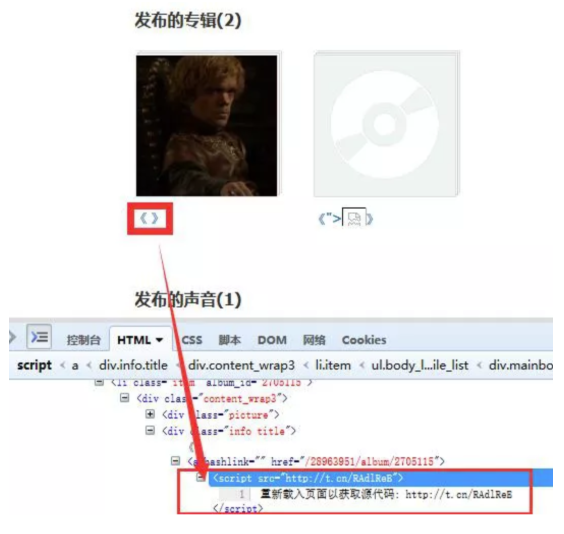 发布的专辑(2)
《》
《">》
发布的声音(1)
控制台 HTML CSS 脚本 DOM 网络 Cookies
script < a < div.info.title < div.content_wrap3 < li.item < ul.body_l...ile_list < div.mainbo
<li class="item" album_id="2705115">
<div class="content_wrap3">
<div class="picture">
<div class="info title">
《
hashlink="" href="/28963951/album/2705115">
<script src="http://t.cn/RAdlReE">
1 重新载入页面以获取源代码: http://t.cn/RAdlReE
</script>